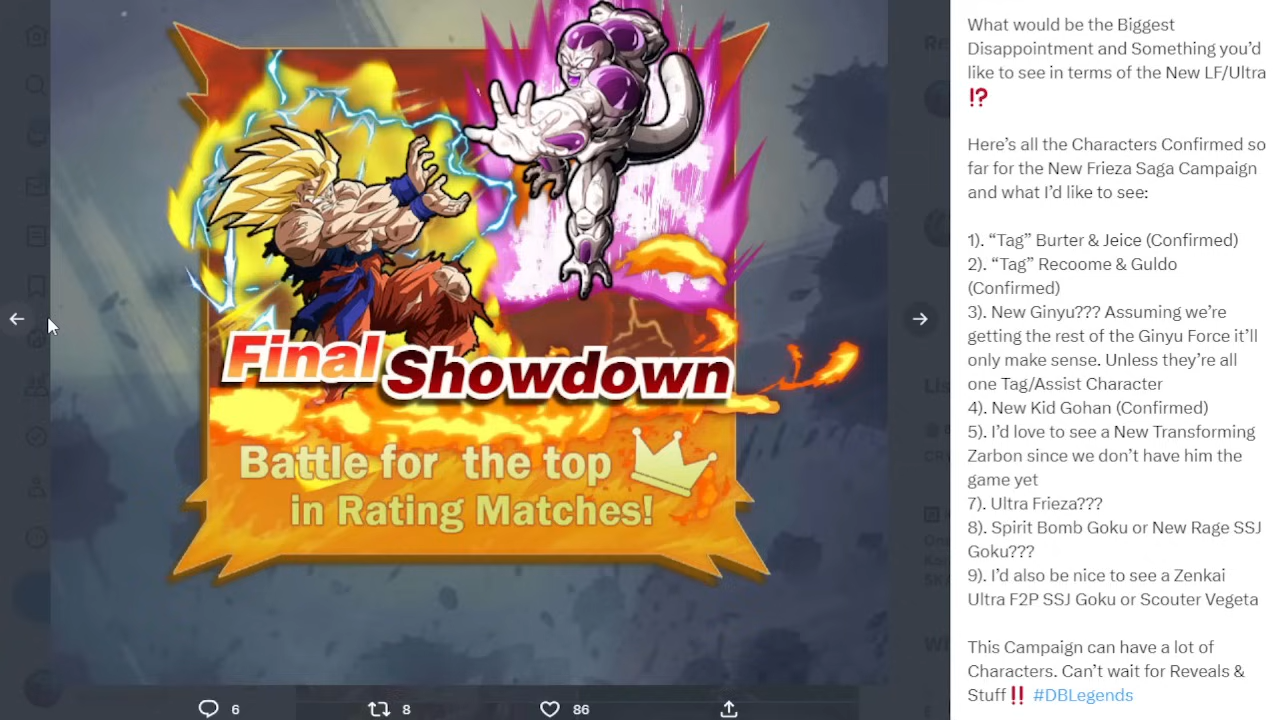 Final Showdown
Battle for the top
in Rating Matches!
6
8
86
What would be the Biggest
Disappointment and Something you'd
like to see in terms of the New LF/Ultra
⁉️
Here's all the Characters Confirmed so
far for the New Frieza Saga Campaign
and what I'd like to see:
1). “Tag” Burter & Jeice (Confirmed)
2). “Tag” Recoome & Guldo
(Confirmed)
3). New Ginyu??? Assuming we're
getting the rest of the Ginyu Force it'll
only make sense. Unless they're all
one Tag/Assist Character
4). New Kid Gohan (Confirmed)
5). I'd love to see a New Transforming
Zarbon since we don't have him the
game yet
7). Ultra Frieza???
8). Spirit Bomb Goku or New Rage SSJ
Goku???
9). I'd also be nice to see a Zenkai
Ultra F2P SSJ Goku or Scouter Vegeta
This Campaign can have a lot of
Characters. Can't wait for Reveals &
Stuff‼️ #DBLegends